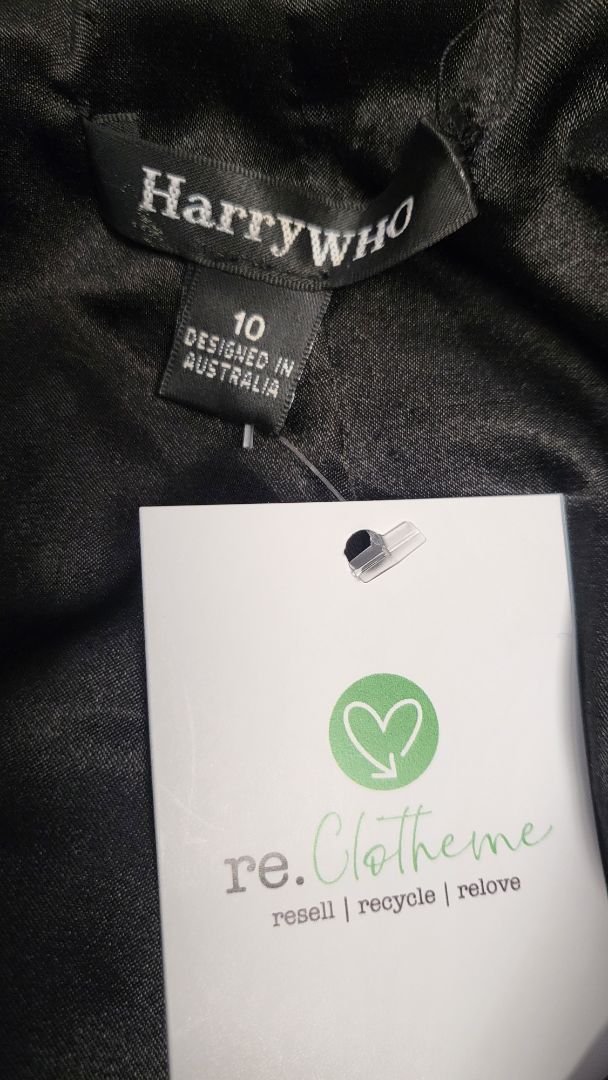 HarryWHO
10
DESIGNED IN
AUSTRALIA
re.Clotheme
resell | recycle | relove